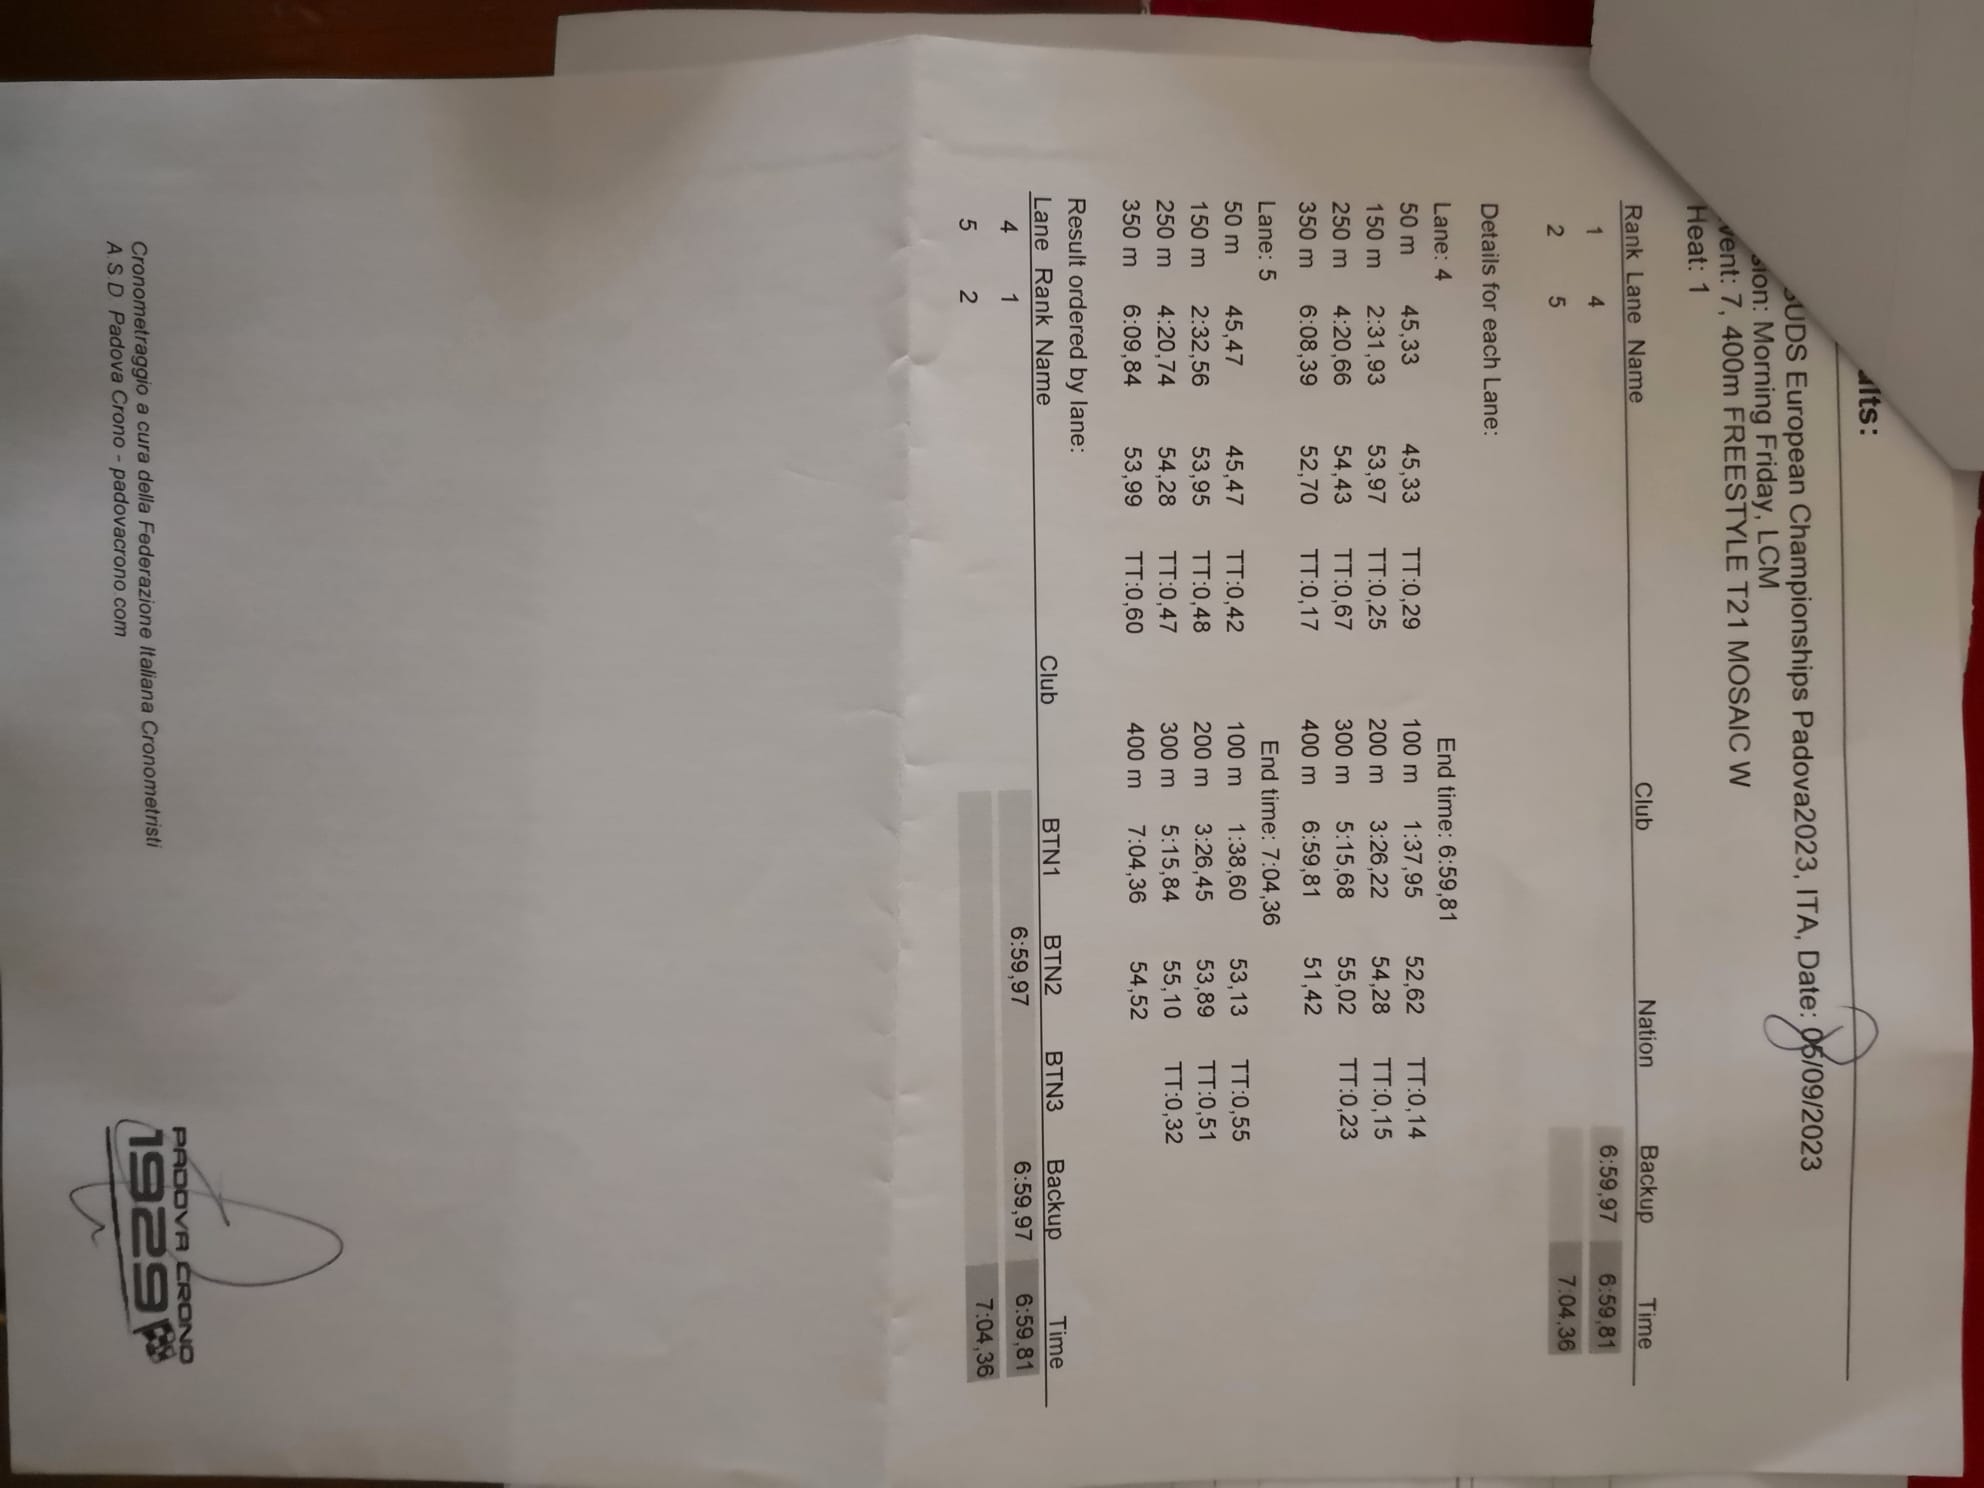 ults:
SUDS European Championships Padova2023, ITA, Date: 05/09/2023
sion: Morning Friday, LCM
vent: 7, 400m FREESTYLE T21 MOSAIC W
Heat: 1
Rank Lane Name Club Nation Backup Time
1 4 6:59,97 6:59,81
2 5 7:04,36
Details for each Lane:
Lane: 4 End time: 6:59,81
50 m 45,33 45,33 TT:0,29 100 m 1:37,95 52,62 TT:0,14
150 m 2:31,93 53,97 TT:0,25 200 m 3:26,22 54,28 TT:0,15
250 m 4:20,66 54,43 TT:0,67 300 m 5:15,68 55,02 TT:0,23
350 m 6:08,39 52,70 TT:0,17 400 m 6:59,81 51,42
Lane: 5 End time: 7:04,36
50 m 45,47 45,47 TT:0,42 100 m 1:38,60 53,13 TT:0,55
150 m 2:32,56 53,95 TT:0,48 200 m 3:26,45 53,89 TT:0,51
250 m 4:20,74 54,28 TT:0,47 300 m 5:15,84 55,10 TT:0,32
350 m 6:09,84 53,99 TT:0,60 400 m 7:04,36 54,52
Result ordered by lane:
Lane Rank Name Club BTN1 BTN2 BTN3 Backup Time
4 1 6:59,97 6:59,97 6:59,81
5 2 7:04,36
Cronometraggio a cura della Federazione Italiana Cronometristi
A.S.D. Padova Crono - padovacrono.com
PADOVA CRONO
1929